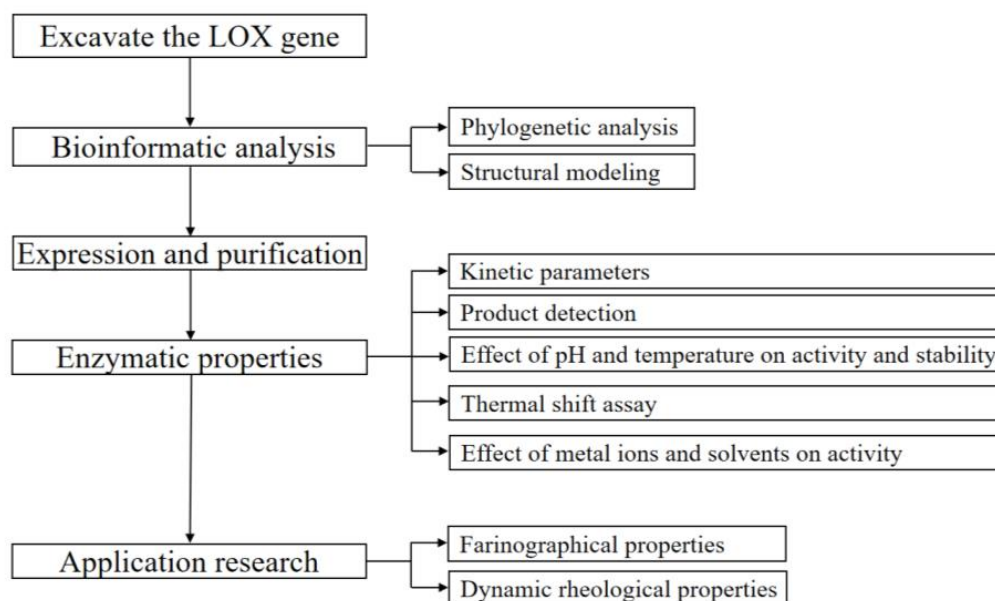 Excavate the LOX gene
Bioinformatic analysis
Phylogenetic analysis
Structural modeling
Expression and purification
Enzymatic properties
Kinetic parameters
Product detection
Effect of pH and temperature on activity and stability
Thermal shift assay
Effect of metal ions and solvents on activity
Application research
Farinographical properties
Dynamic rheological properties